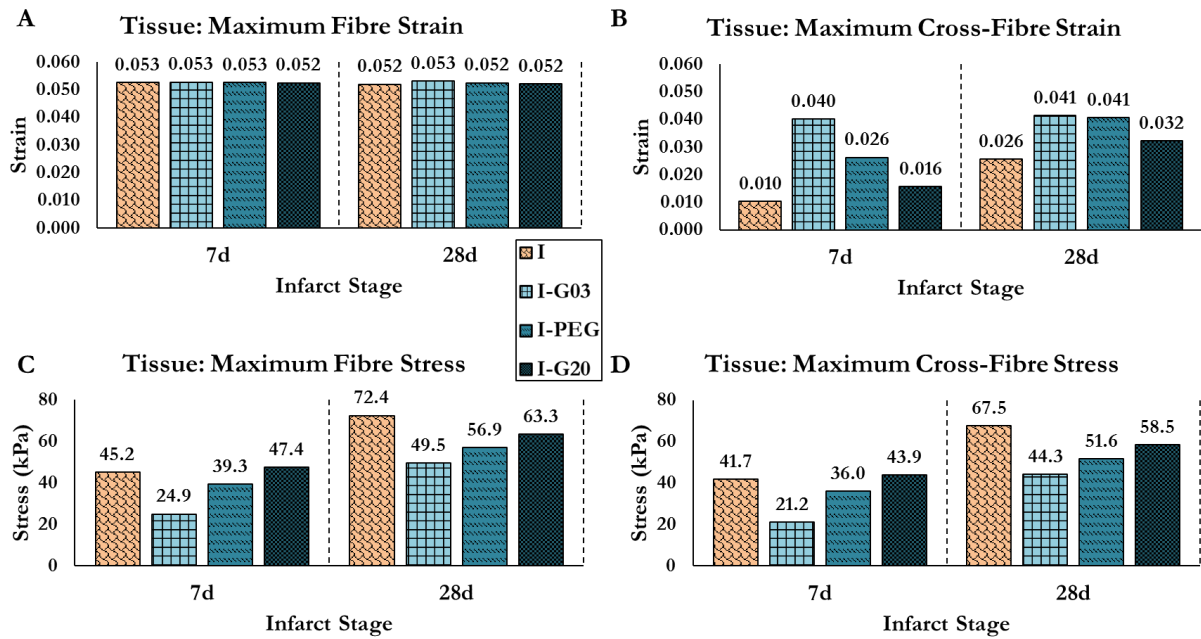 A
Tissue: Maximum Fibre Strain
0.060
0.050
0.040
0.030
0.020
0.010
0.000
Strain
0.053 0.053 0.053 0.052
0.052 0.053 0.052 0.052
7d
28d
Infarct Stage
B
Tissue: Maximum Cross-Fibre Strain
0.060
0.050
0.040
0.030
0.020
0.010
0.000
Strain
0.010 0.040 0.026 0.016
0.026 0.041 0.041 0.032
7d
28d
Infarct Stage
I
I-G03
I-PEG
I-G20
C
Tissue: Maximum Fibre Stress
80
60
40
20
0
Stress (kPa)
45.2 24.9 39.3 47.4
72.4 49.5 56.9 63.3
7d
28d
Infarct Stage
D
Tissue: Maximum Cross-Fibre Stress
80
60
40
20
0
Stress (kPa)
41.7 21.2 36.0 43.9
67.5 44.3 51.6 58.5
7d
28d
Infarct Stage